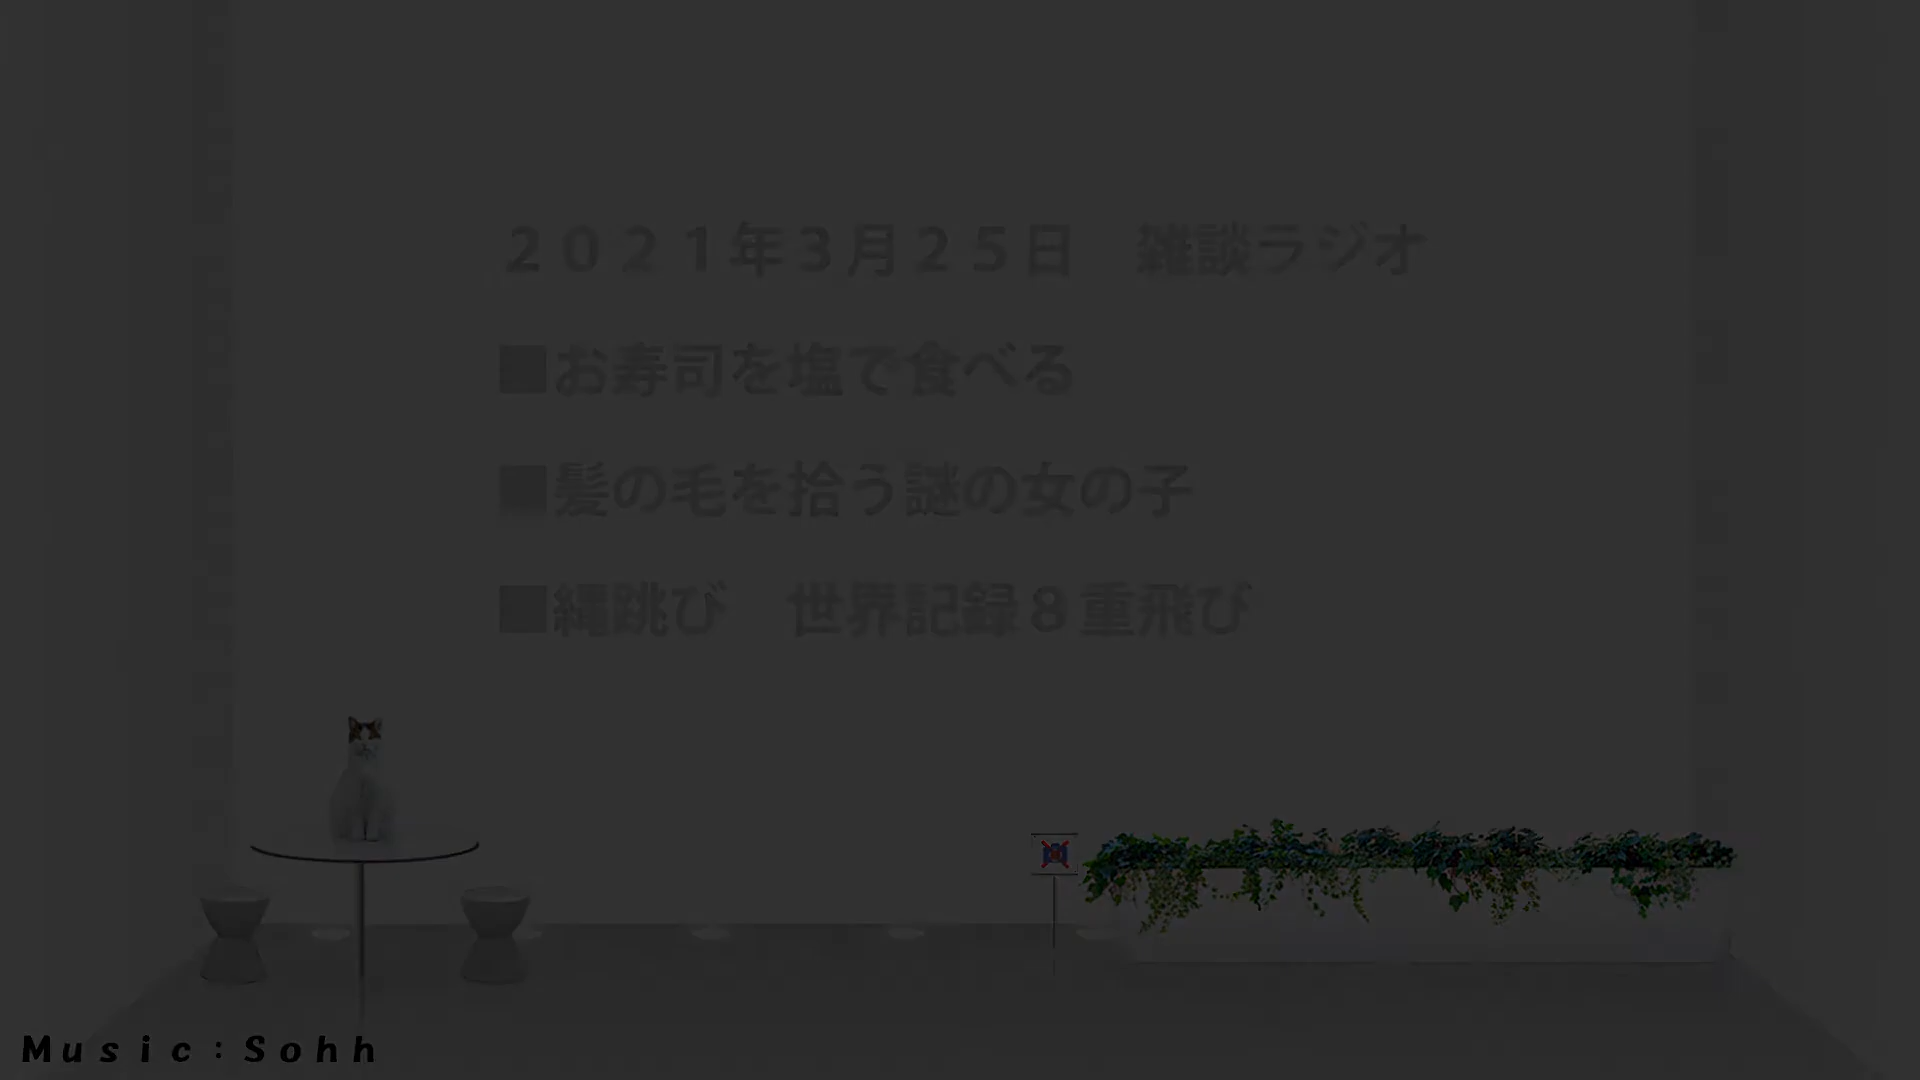 ２０２１年３月２５日　雑談ラジオ
■お寿司を塩で食べる
■髪の毛を拾う謎の女の子
■縄跳び　世界記録８重飛び
Ｍｕｓｉｃ：Ｓｏｈｈ